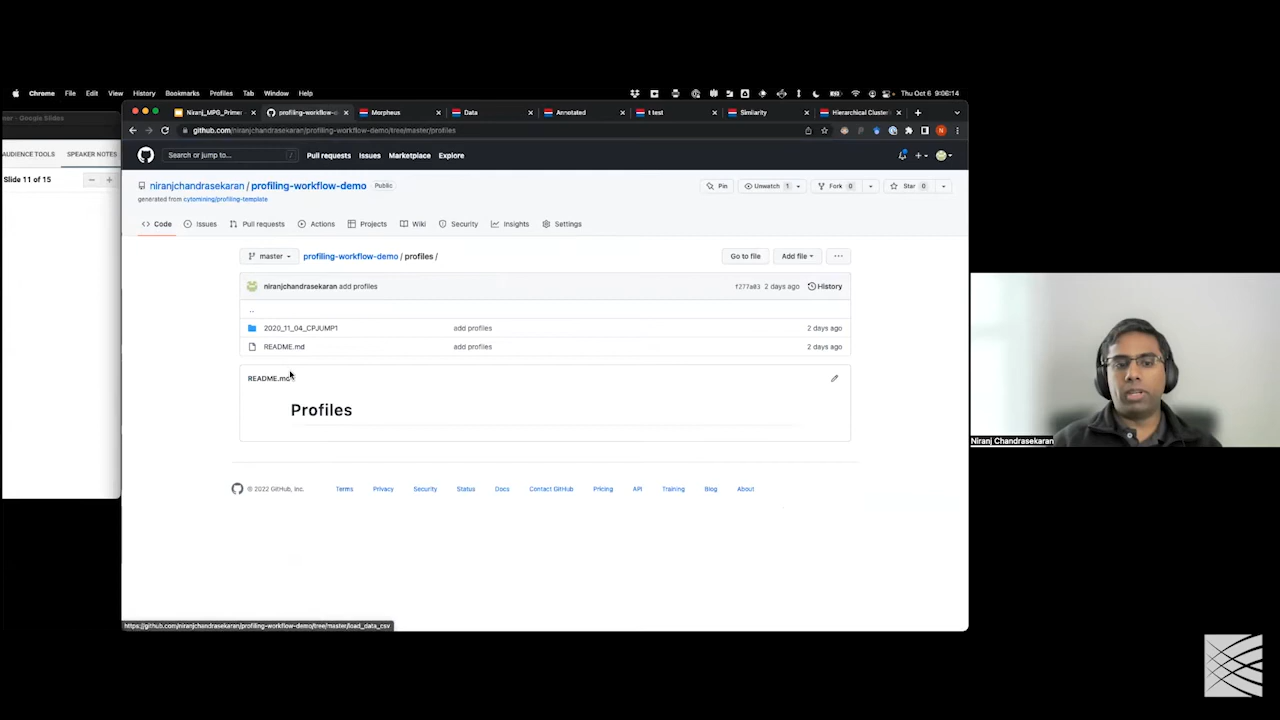 Chrome File Edit View History Bookmarks Profiles Tab Window Help
Thu Oct 6 9:06:14
Niranj_MPG_Primer
profiling-workflow-d
Morpheus
Data
Annotated
t test
Similarity
Hierarchical Cluster
Google Slides
github.com/niranjchandrasekaran/profiling-workflow-demo/tree/master/profiles
AUDIENCE TOOLS SPEAKER NOTES
Slide 11 of 15
Search or jump to... /
Pull requests Issues Marketplace Explore
niranjchandrasekaran / profiling-workflow-demo Public
generated from cytomining/profiling-template
Pin Unwatch 1 Fork 0 Star 0
Code Issues Pull requests Actions Projects Wiki Security Insights Settings
master profiling-workflow-demo / profiles /
Go to file Add file ...
niranjchandrasekaran add profiles f277a83 2 days ago History
..
2020_11_04_CPJUMP1 add profiles 2 days ago
README.md add profiles 2 days ago
README.md
Profiles
© 2022 GitHub, Inc. Terms Privacy Security Status Docs Contact GitHub Pricing API Training Blog About
https://github.com/niranjchandrasekaran/profiling-workflow-demo/tree/master/load_data_csv
Niranj Chandrasekaran